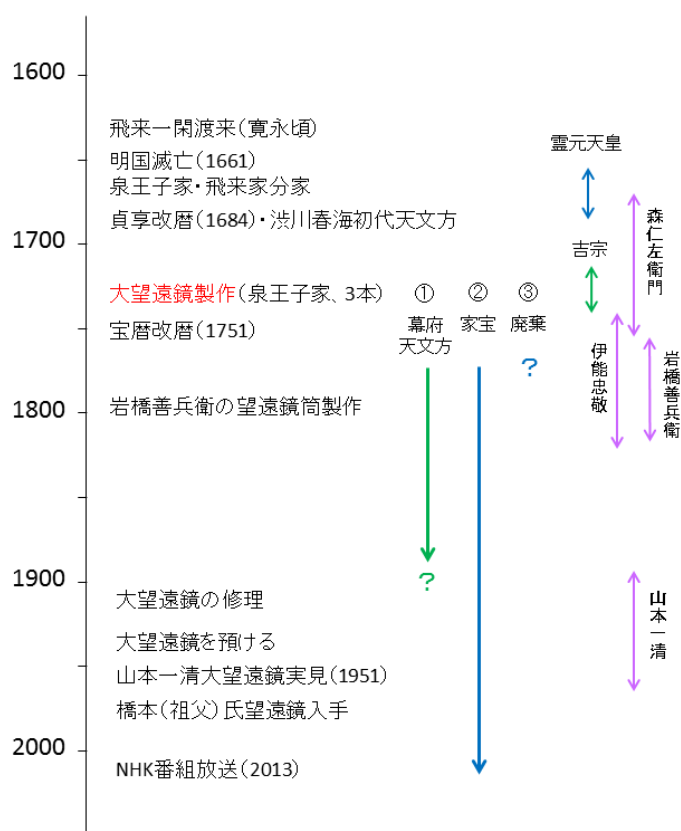 1600
飛来一閑渡来(寛永頃)
霊元天皇
明国滅亡(1661)
泉王子家・飛来家分家
貞享改暦(1684)・渋川春海初代天文方
1700
森仁左衛門
吉宗
大望遠鏡製作(泉王子家、3本)
① ② ③
幕府天文方
家宝
廃棄
宝暦改暦(1751)
?
伊能忠敬
岩橋善兵衛
1800
岩橋善兵衛の望遠鏡筒製作
1900
?
大望遠鏡の修理
山本一清
大望遠鏡を預ける
山本一清大望遠鏡実見(1951)
橋本(祖父)氏望遠鏡入手
2000
NHK番組放送(2013)